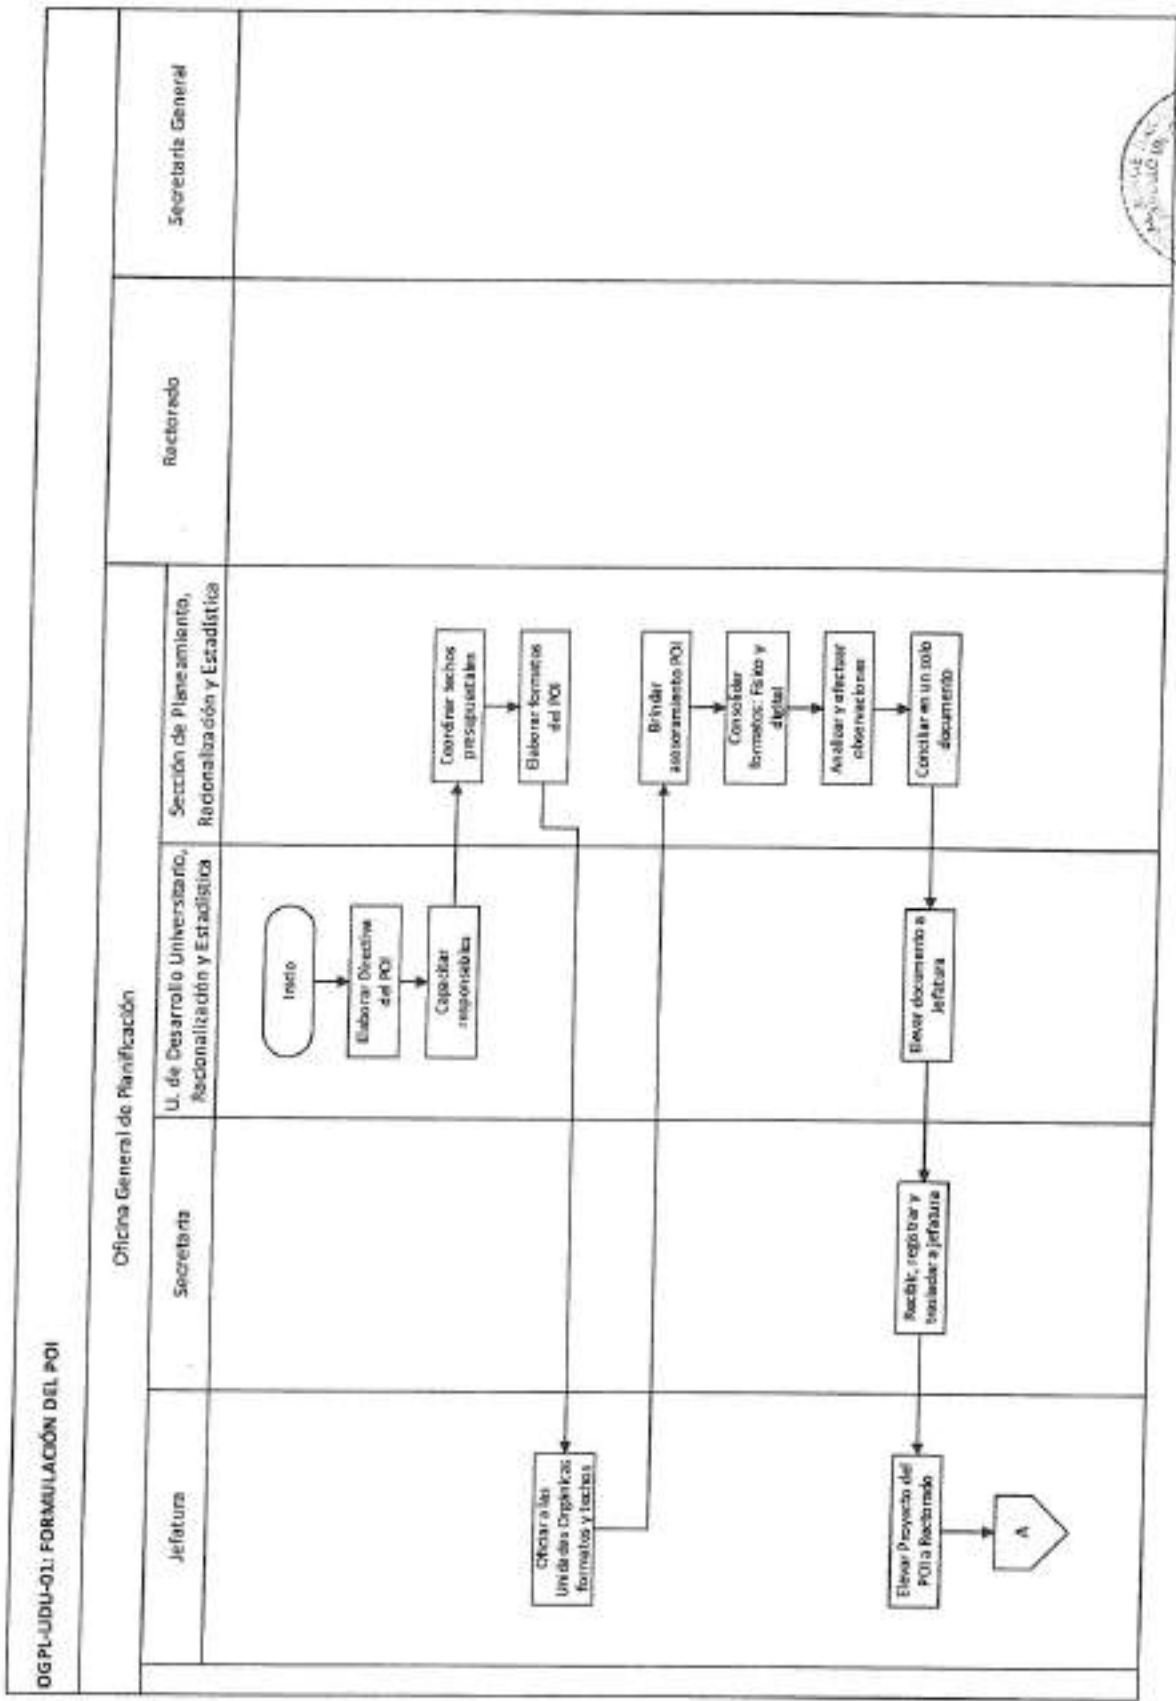 OGPL-UDU-01: FORMULACIÓN DEL POI
Oficina General de Planificación
Jefatura
Secretaria
U. de Desarrollo Universitario,
Racionalización y Estadística
Sección de Planeamiento,
Racionalización y Estadística
Rectorado
Secretaria General
Inicio
Elaborar Directiva
del POI
Capacitar
responsables
Coordinar techos
presupuestales
Elaborar formatos
del POI
Oficiar a las
Unidades Orgánicas
formatos y techos
Brindar
asesoramiento POI
Consolidar
formatos: Físico y
digital
Analizar y efectuar
observaciones
Conciliar en un solo
documento
Elevar documento a
Jefatura
Recibir, registrar y
trasladar a jefatura
Elevar Proyecto del
POI a Rectorado
A